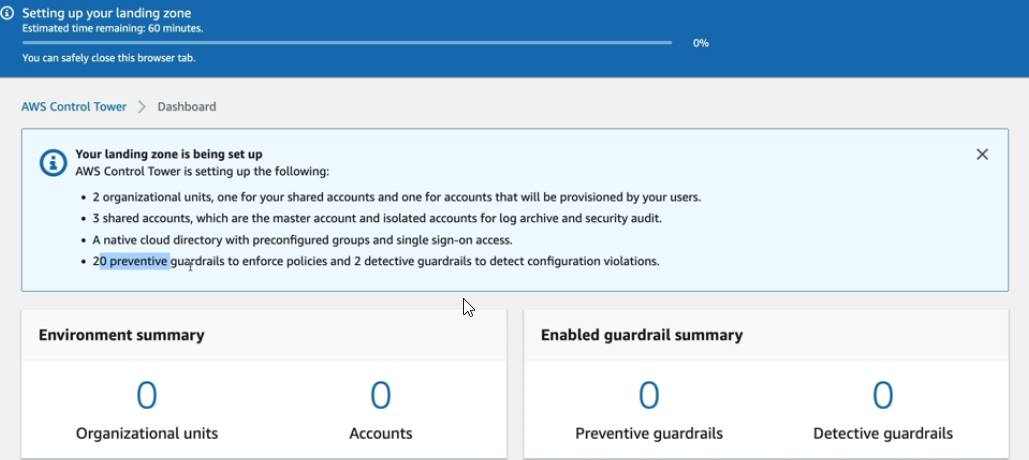 Setting up your landing zone
Estimated time remaining: 60 minutes.
0%
You can safely close this browser tab.
AWS Control Tower > Dashboard
Your landing zone is being set up
AWS Control Tower is setting up the following:
• 2 organizational units, one for your shared accounts and one for accounts that will be provisioned by your users.
• 3 shared accounts, which are the master account and isolated accounts for log archive and security audit.
• A native cloud directory with preconfigured groups and single sign-on access.
• 20 preventive guardrails to enforce policies and 2 detective guardrails to detect configuration violations.
Environment summary
0 0
Organizational units Accounts
Enabled guardrail summary
0 0
Preventive guardrails Detective guardrails